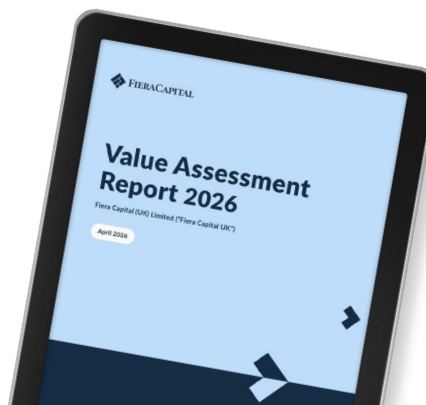 FIERACAPITAL
Value Assessment
Report 2026
Fiera Capital (UK) Limited ("Fiera Capital UK")
April 2026